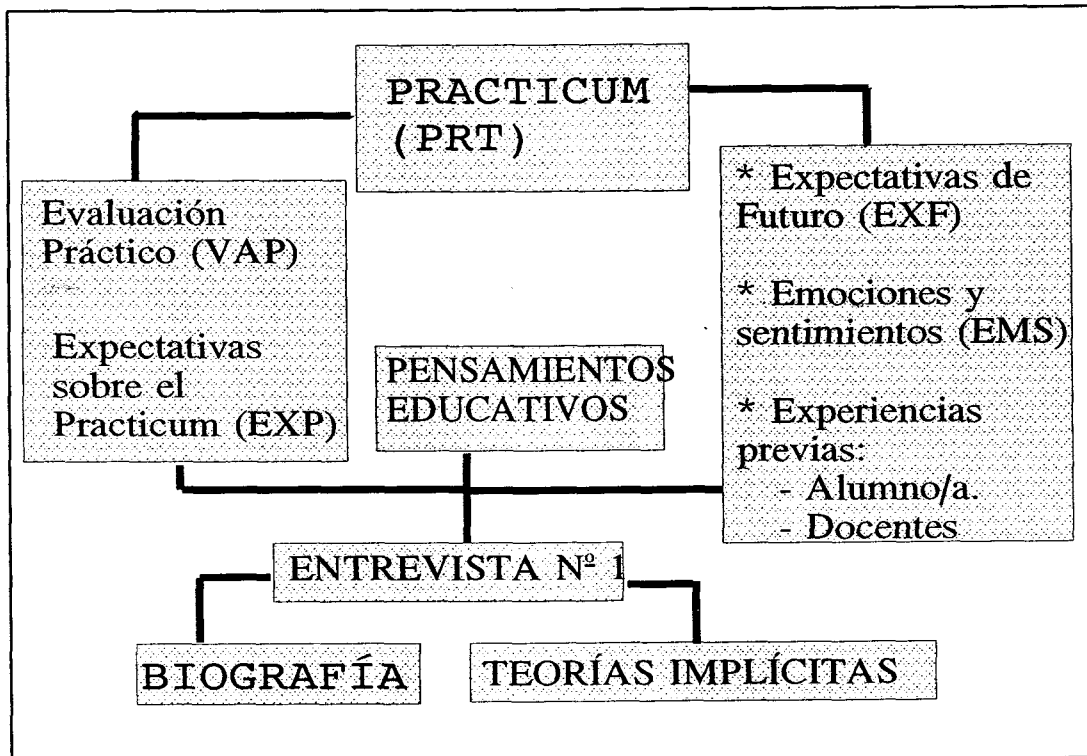 PRACTICUM
(PRT)
Evaluación
Práctico (VAP)
Expectativas
sobre el
Practicum (EXP)
* Expectativas de
Futuro (EXF)
* Emociones y
sentimientos (EMS)
* Experiencias
previas:
- Alumno/a.
- Docentes
PENSAMIENTOS
EDUCATIVOS
ENTREVISTA Nº 1
BIOGRAFÍA
TEORÍAS IMPLÍCITAS